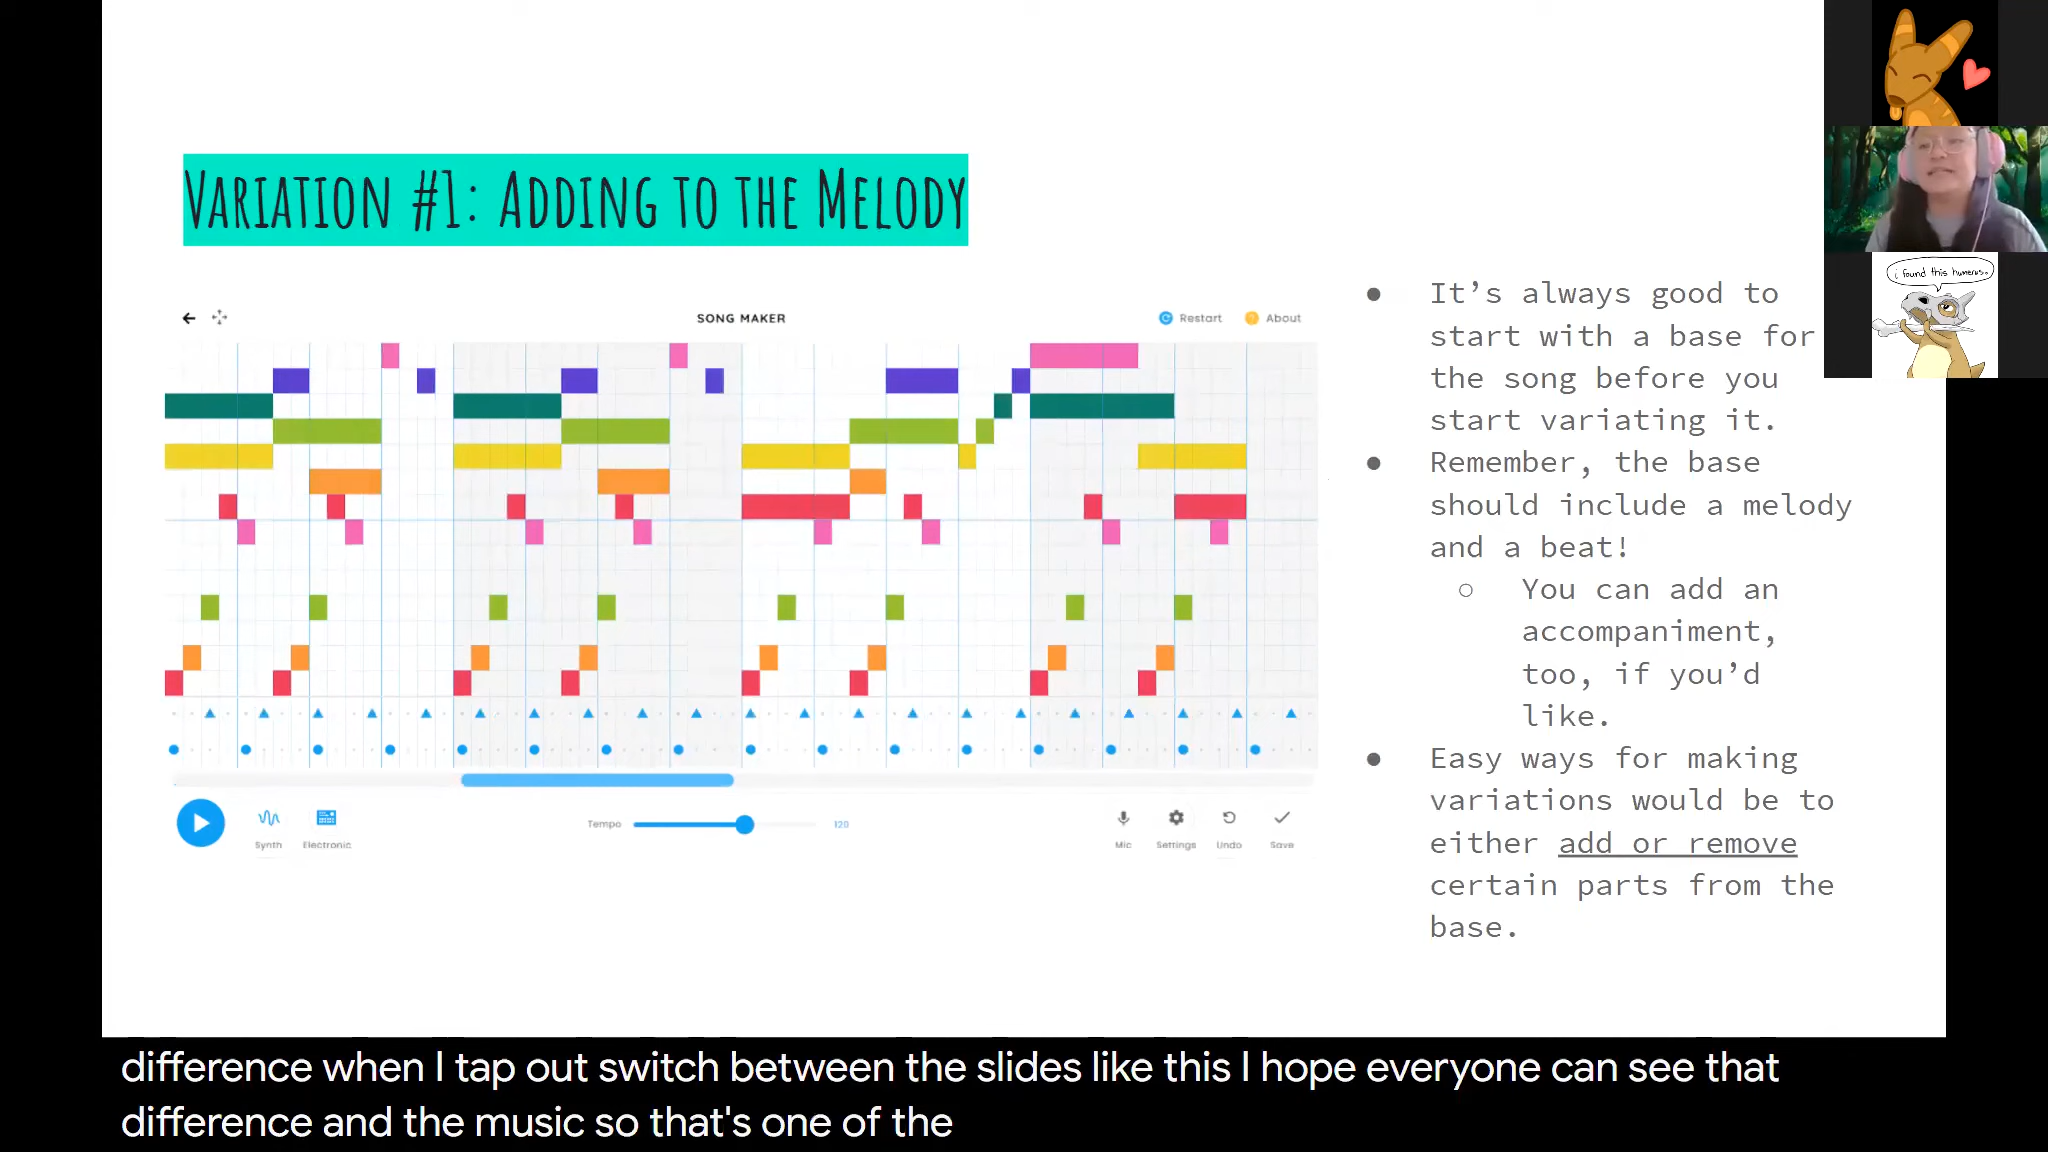 Variation #1: Adding to the Melody
SONG MAKER
Restart
About
Tempo
120
Synth
Electronic
Mic
Settings
Undo
Save
● It’s always good to
start with a base for
the song before you
start variating it.
● Remember, the base
should include a melody
and a beat!
○ You can add an
accompaniment,
too, if you’d
like.
● Easy ways for making
variations would be to
either add or remove
certain parts from the
base.
i found this humerus.
difference when I tap out switch between the slides like this I hope everyone can see that
difference and the music so that's one of the